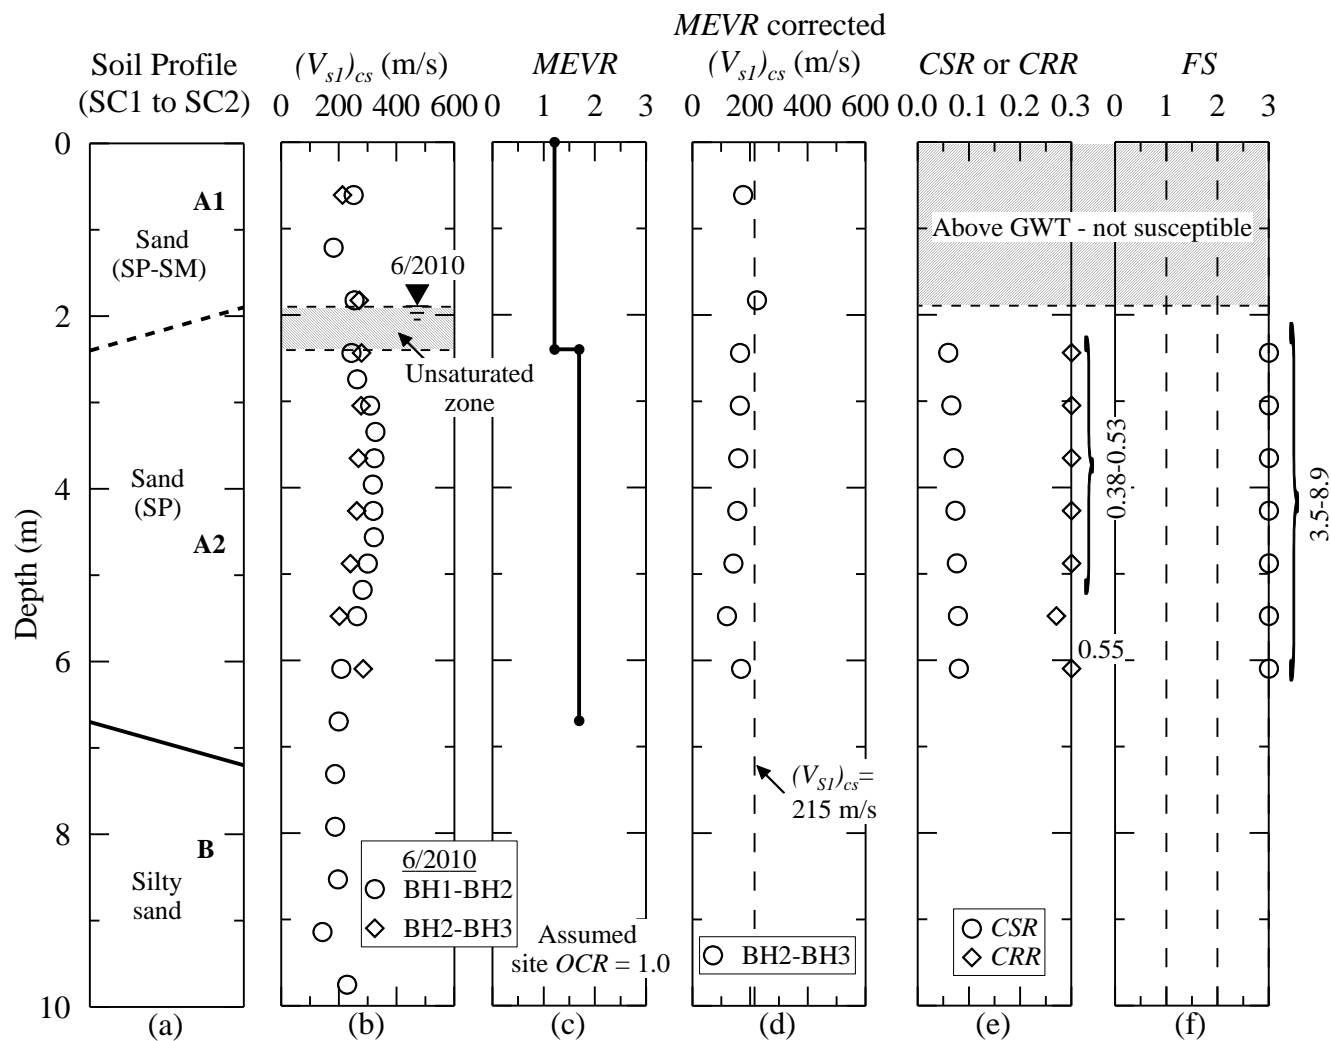 MEVR corrected
Soil Profile
(SC1 to SC2)
(Vs1)cs (m/s)
MEVR
(Vs1)cs (m/s)
CSR or CRR
FS
0 200 400 600
0 1 2 3
0 200 400 600
0.0 0.1 0.2 0.3
0 1 2 3
Depth (m)
0
2
4
6
8
10
A1
Sand
(SP-SM)
Sand
(SP)
A2
B
Silty
sand
6/2010
Unsaturated
zone
6/2010
BH1-BH2
BH2-BH3
Assumed
site OCR = 1.0
(VS1)cs=
215 m/s
BH2-BH3
Above GWT - not susceptible
0.38-0.53
0.55
CSR
CRR
3.5-8.9
(a)
(b)
(c)
(d)
(e)
(f)